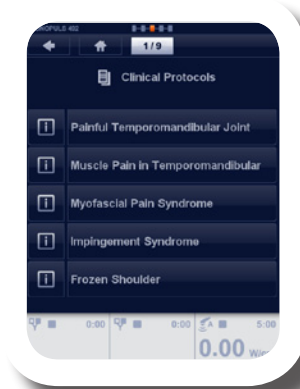 1/9
Clinical Protocols
Painful Temporomandibular Joint
Muscle Pain in Temporomandibular
Myofascial Pain Syndrome
Impingement Syndrome
Frozen Shoulder
0:00 0:00 5:00
0.00